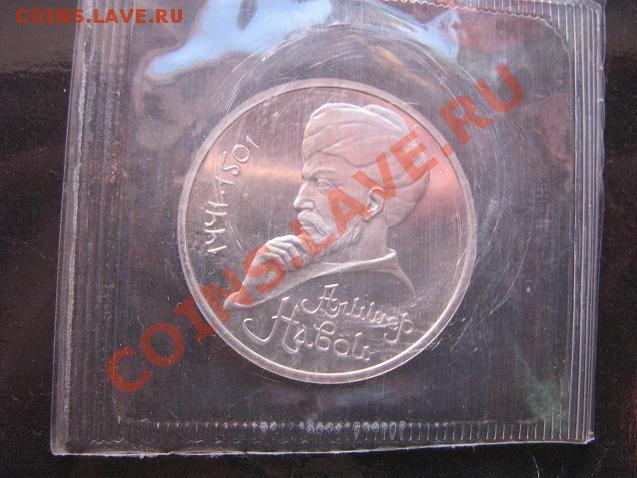 COINS.LAVE.RU
COINS.LAVE.RU
1441-1501
Алишер
Навои